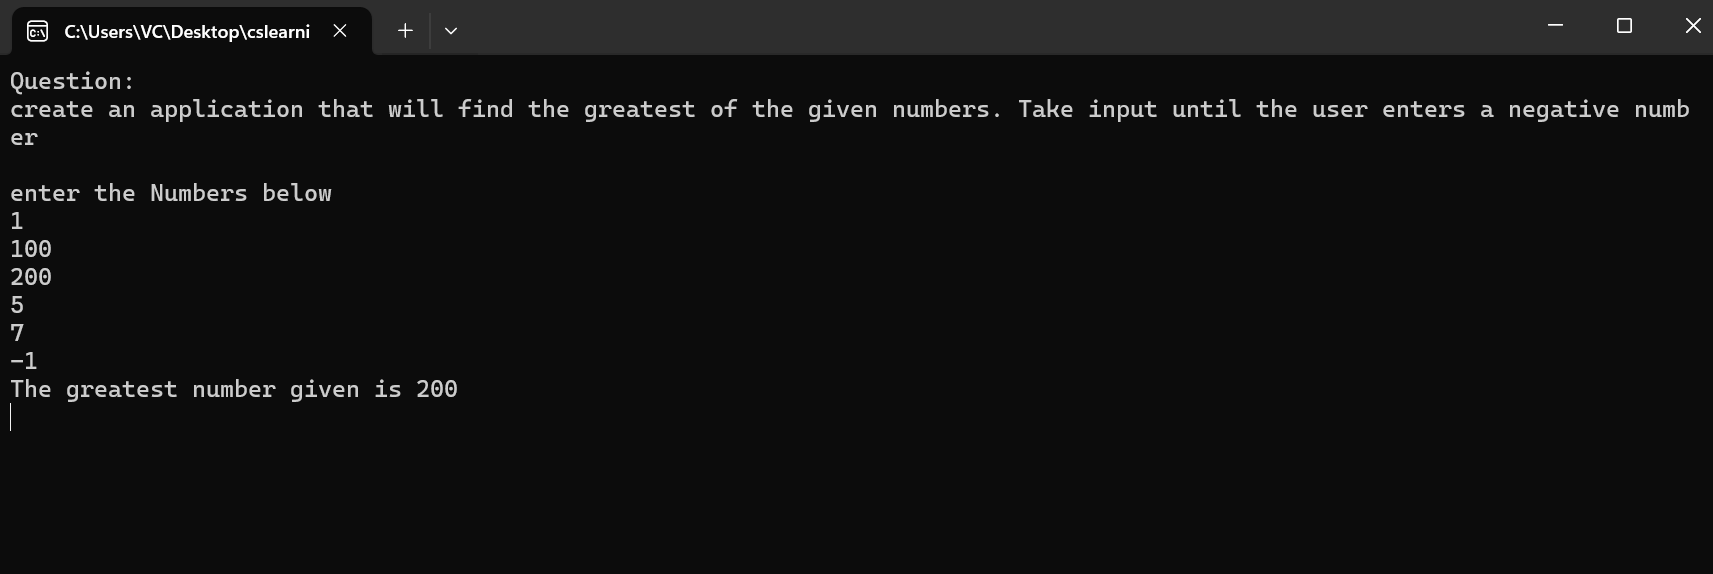 C:\Users\VC\Desktop\cslearni
Question:
create an application that will find the greatest of the given numbers. Take input until the user enters a negative numb
er
enter the Numbers below
1
100
200
5
7
-1
The greatest number given is 200